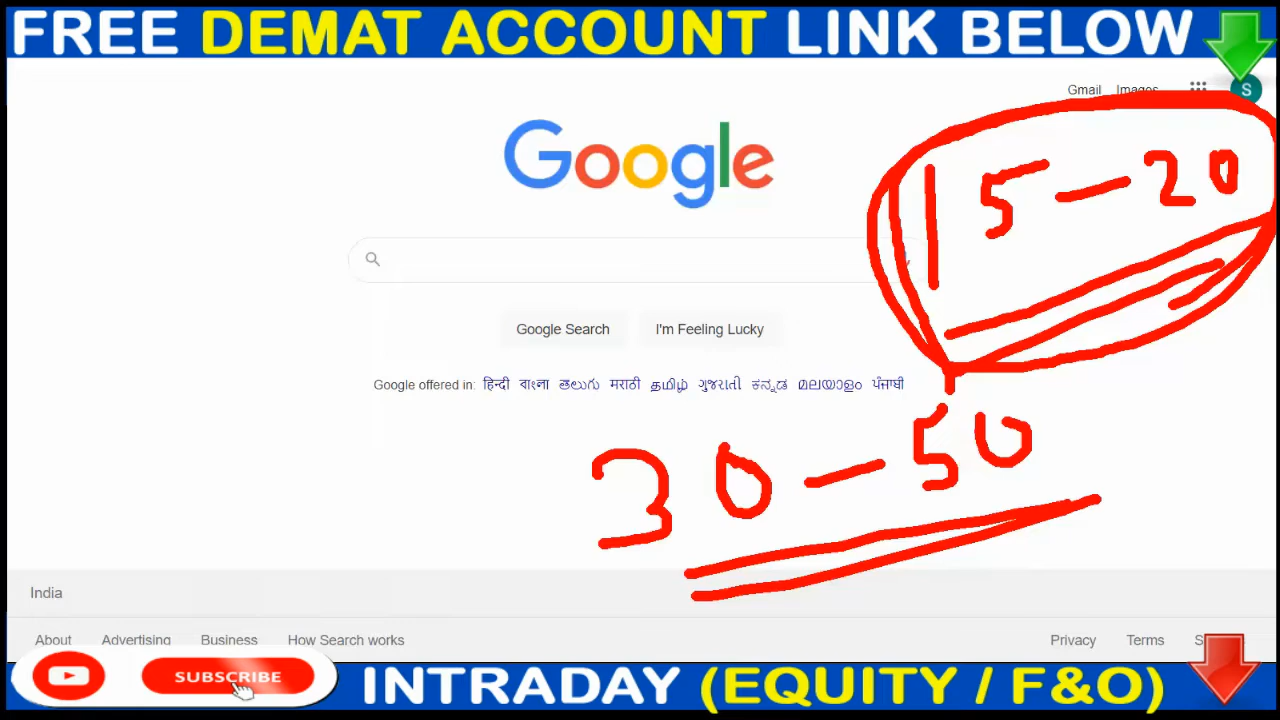 FREE DEMAT ACCOUNT LINK BELOW
Gmail Images S
Google
15-20
Google Search I'm Feeling Lucky
Google offered in: हिन्दी বাংলা తెలుగు मराठी தமிழ் ગુજરાતી ಕನ್ನಡ മലയാളം ਪੰਜਾਬੀ
30-50
India
About Advertising Business How Search works Privacy Terms S
SUBSCRIBE
INTRADAY (EQUITY / F&O)